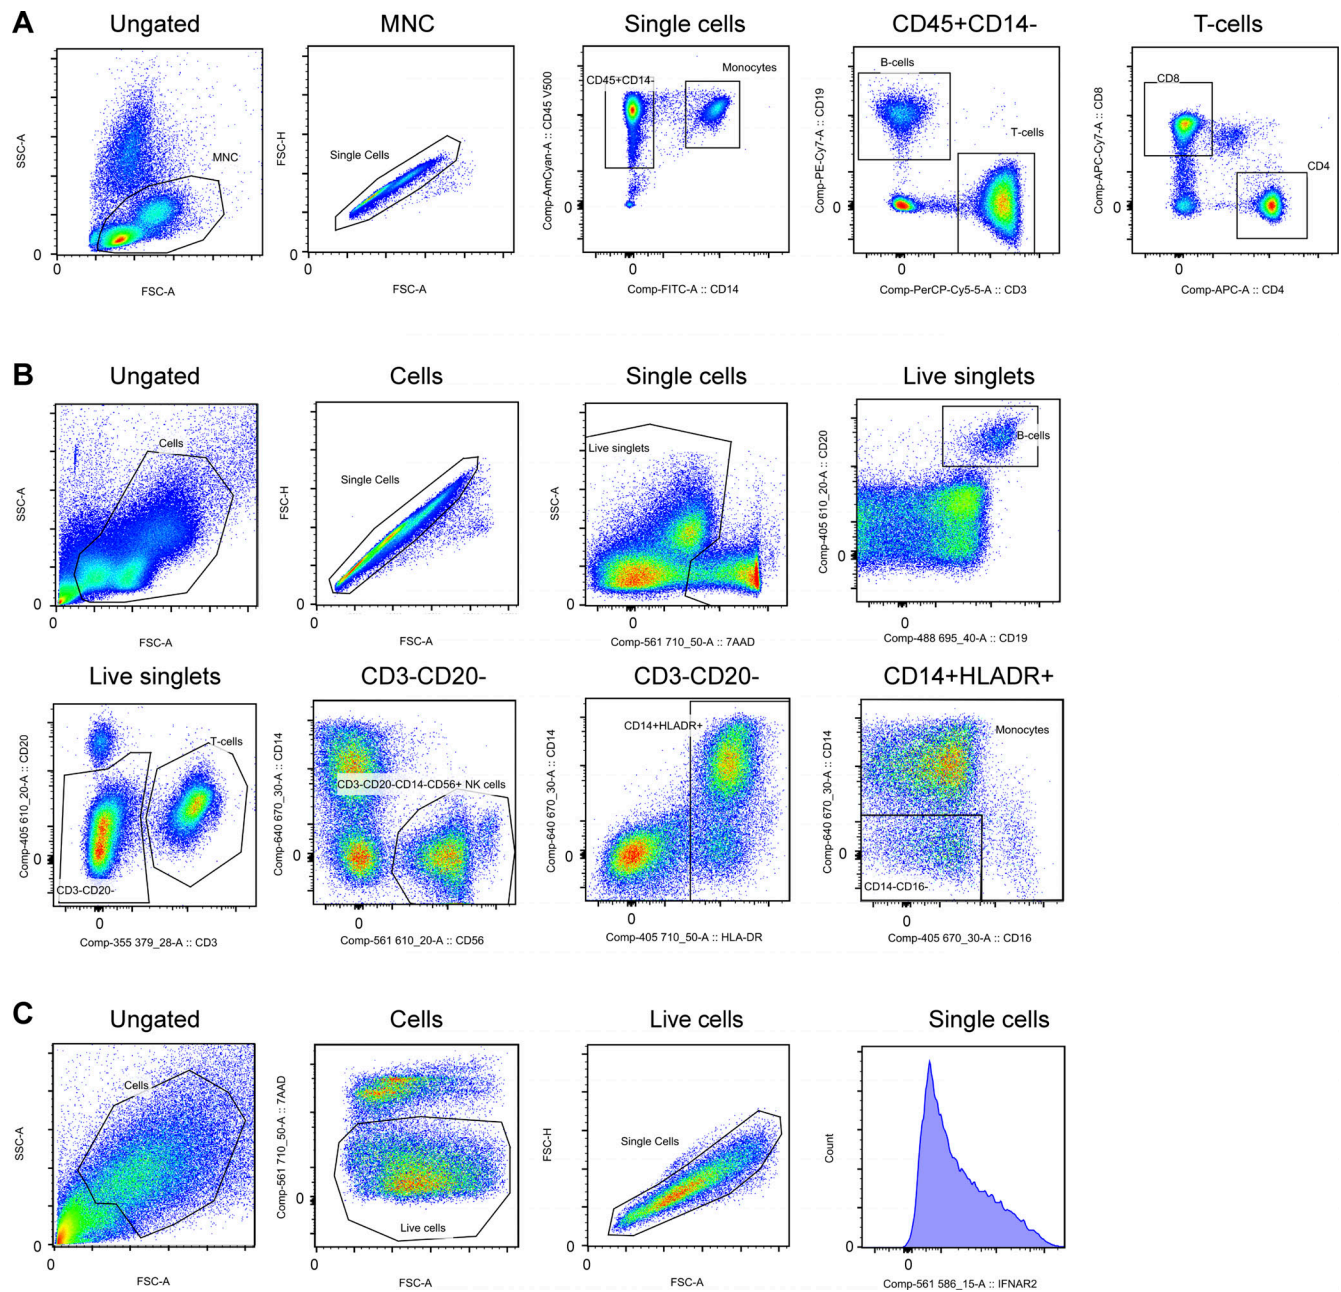 A
Ungated
MNC
Single cells
CD45+CD14-
T-cells
SSC-A
MNC
0
0
FSC-A
FSC-H
Single Cells
0
0
FSC-A
Comp-AmCyan-A :: CD45 V500
CD45+CD14-
Monocytes
0
0
Comp-FITC-A :: CD14
Comp-PE-Cy7-A :: CD19
B-cells
T-cells
0
0
Comp-PerCP-Cy5-5-A :: CD3
Comp-APC-Cy7-A :: CD8
CD8
CD4
0
0
Comp-APC-A :: CD4
B
Ungated
Cells
Single cells
Live singlets
SSC-A
Cells
0
0
FSC-A
FSC-H
Single Cells
0
0
FSC-A
SSC-A
Live singlets
0
0
Comp-561 710_50-A :: 7AAD
Comp-405 610_20-A :: CD20
B-cells
0
0
Comp-488 695_40-A :: CD19
Live singlets
CD3-CD20-
CD3-CD20-
CD14+HLADR+
Comp-405 610_20-A :: CD20
T-cells
0
CD3-CD20-
0
Comp-355 379_28-A :: CD3
Comp-640 670_30-A :: CD14
CD3-CD20-CD14-CD56+ NK cells
0
0
Comp-561 610_20-A :: CD56
Comp-640 670_30-A :: CD14
CD14+HLADR+
0
0
Comp-405 710_50-A :: HLA-DR
Comp-640 670_30-A :: CD14
Monocytes
0
CD14-CD16-
0
Comp-405 670_30-A :: CD16
C
Ungated
Cells
Live cells
Single cells
SSC-A
Cells
0
0
FSC-A
Comp-561 710_50-A :: 7AAD
0
Live cells
0
FSC-A
FSC-H
Single Cells
0
0
FSC-A
Count
0
0
Comp-561 586_15-A :: IFNAR2